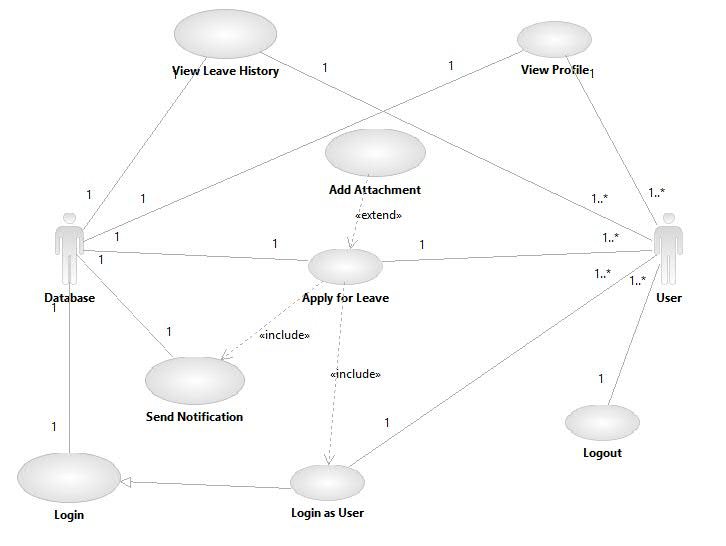 View Leave History
View Profile
1
1
1
1
Add Attachment
«extend»
1
1
1..*
1..*
1
1
1
1..*
Database
Apply for Leave
User
1
1
1..*
1..*
1
«include»
«include»
1
Send Notification
1
1
Logout
Login
Login as User